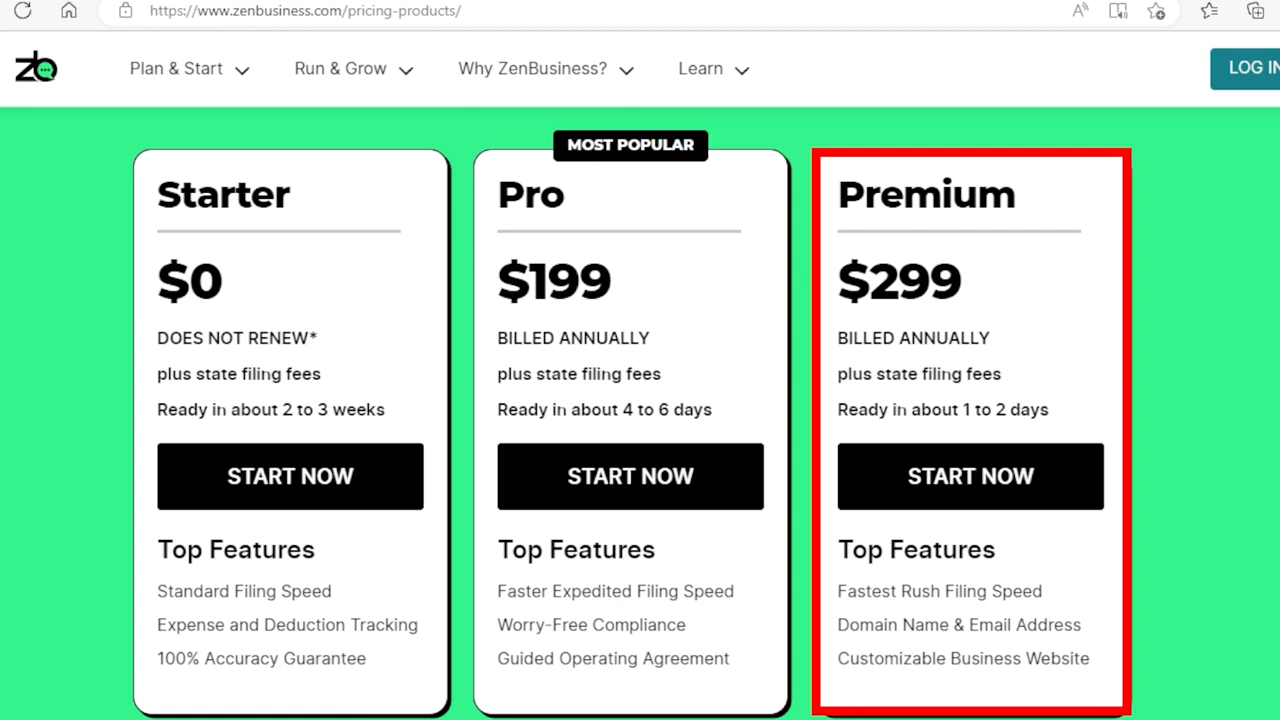 https://www.zenbusiness.com/pricing-products/
zb
Plan & Start
Run & Grow
Why ZenBusiness?
Learn
LOG IN
MOST POPULAR
Starter
$0
DOES NOT RENEW*
plus state filing fees
Ready in about 2 to 3 weeks
START NOW
Top Features
Standard Filing Speed
Expense and Deduction Tracking
100% Accuracy Guarantee
Pro
$199
BILLED ANNUALLY
plus state filing fees
Ready in about 4 to 6 days
START NOW
Top Features
Faster Expedited Filing Speed
Worry-Free Compliance
Guided Operating Agreement
Premium
$299
BILLED ANNUALLY
plus state filing fees
Ready in about 1 to 2 days
START NOW
Top Features
Fastest Rush Filing Speed
Domain Name & Email Address
Customizable Business Website